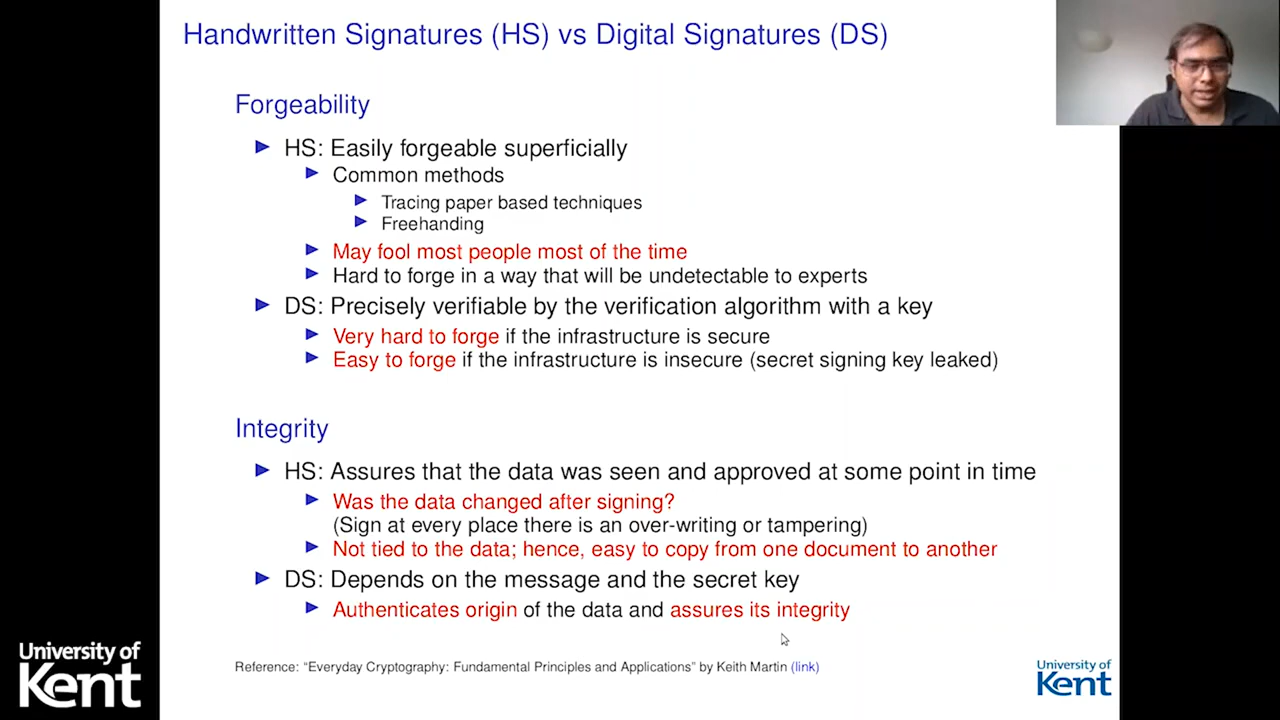 Handwritten Signatures (HS) vs Digital Signatures (DS)
Forgeability
HS: Easily forgeable superficially
Common methods
Tracing paper based techniques
Freehanding
May fool most people most of the time
Hard to forge in a way that will be undetectable to experts
DS: Precisely verifiable by the verification algorithm with a key
Very hard to forge if the infrastructure is secure
Easy to forge if the infrastructure is insecure (secret signing key leaked)
Integrity
HS: Assures that the data was seen and approved at some point in time
Was the data changed after signing?
(Sign at every place there is an over-writing or tampering)
Not tied to the data; hence, easy to copy from one document to another
DS: Depends on the message and the secret key
Authenticates origin of the data and assures its integrity
Reference: "Everyday Cryptography: Fundamental Principles and Applications" by Keith Martin (link)
University of
Kent
University of
Kent